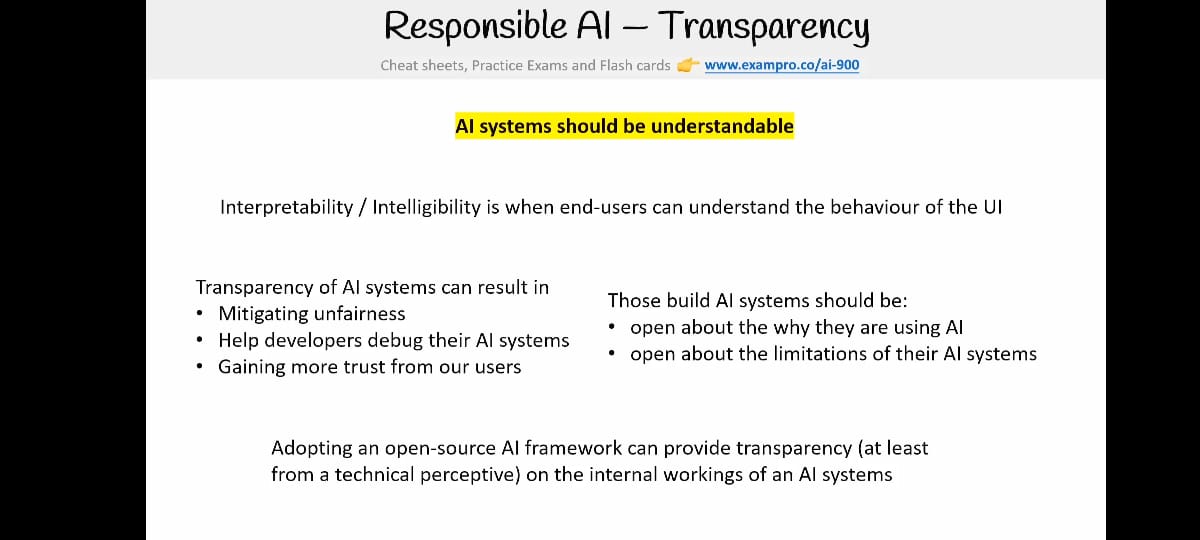 Responsible AI – Transparency
Cheat sheets, Practice Exams and Flash cards 👉 www.exampro.co/ai-900
AI systems should be understandable
Interpretability / Intelligibility is when end-users can understand the behaviour of the UI
Transparency of AI systems can result in
• Mitigating unfairness
• Help developers debug their AI systems
• Gaining more trust from our users
Those build AI systems should be:
• open about the why they are using AI
• open about the limitations of their AI systems
Adopting an open-source AI framework can provide transparency (at least
from a technical perceptive) on the internal workings of an AI systems